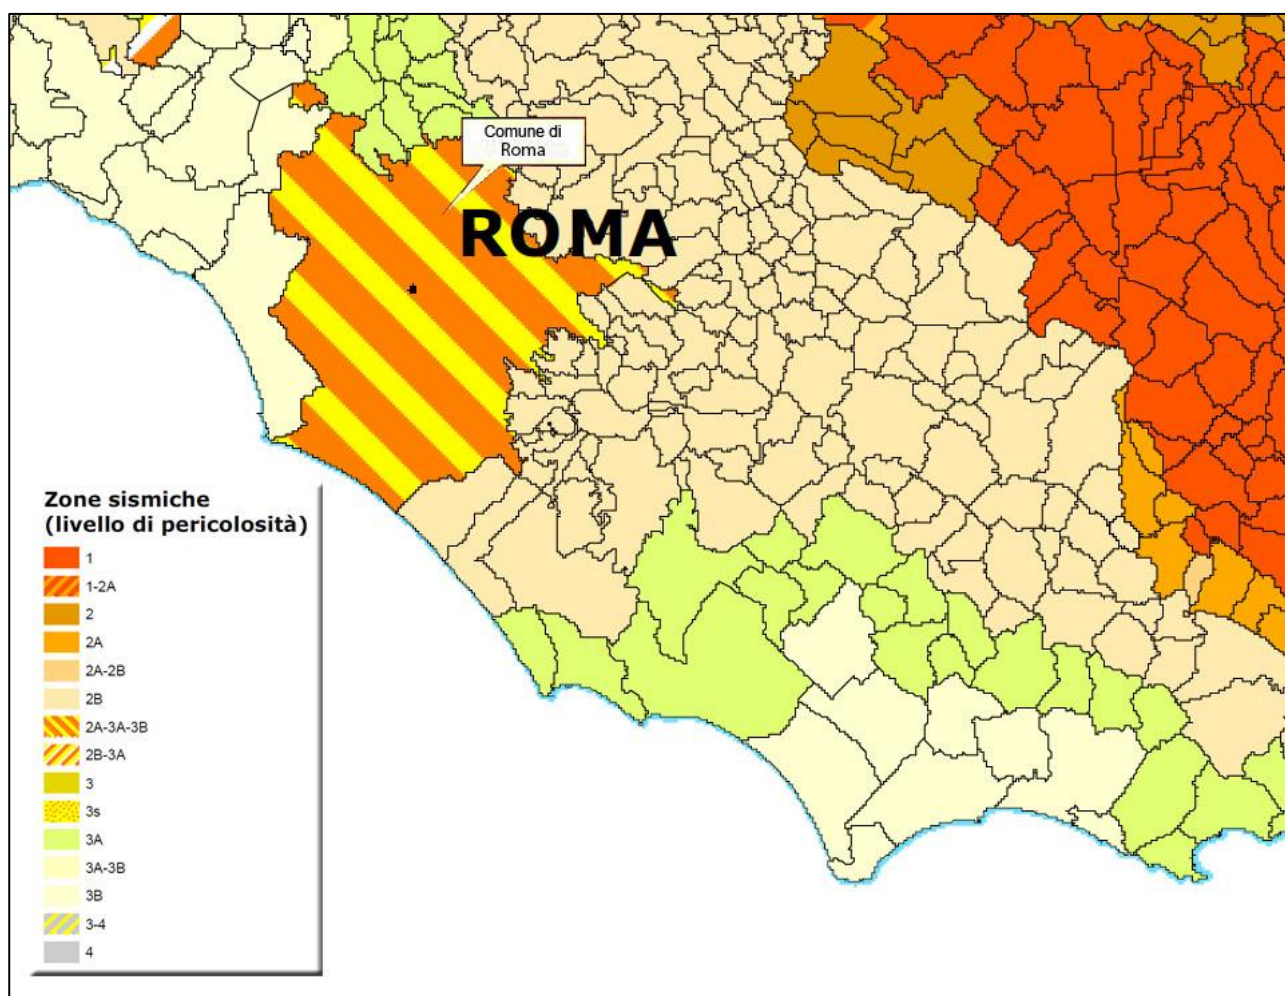 Comune di
Roma
ROMA
Zone sismiche
(livello di pericolosità)
1
1-2A
2
2A
2A-2B
2B
2A-3A-3B
2B-3A
3
3s
3A
3A-3B
3B
3-4
4